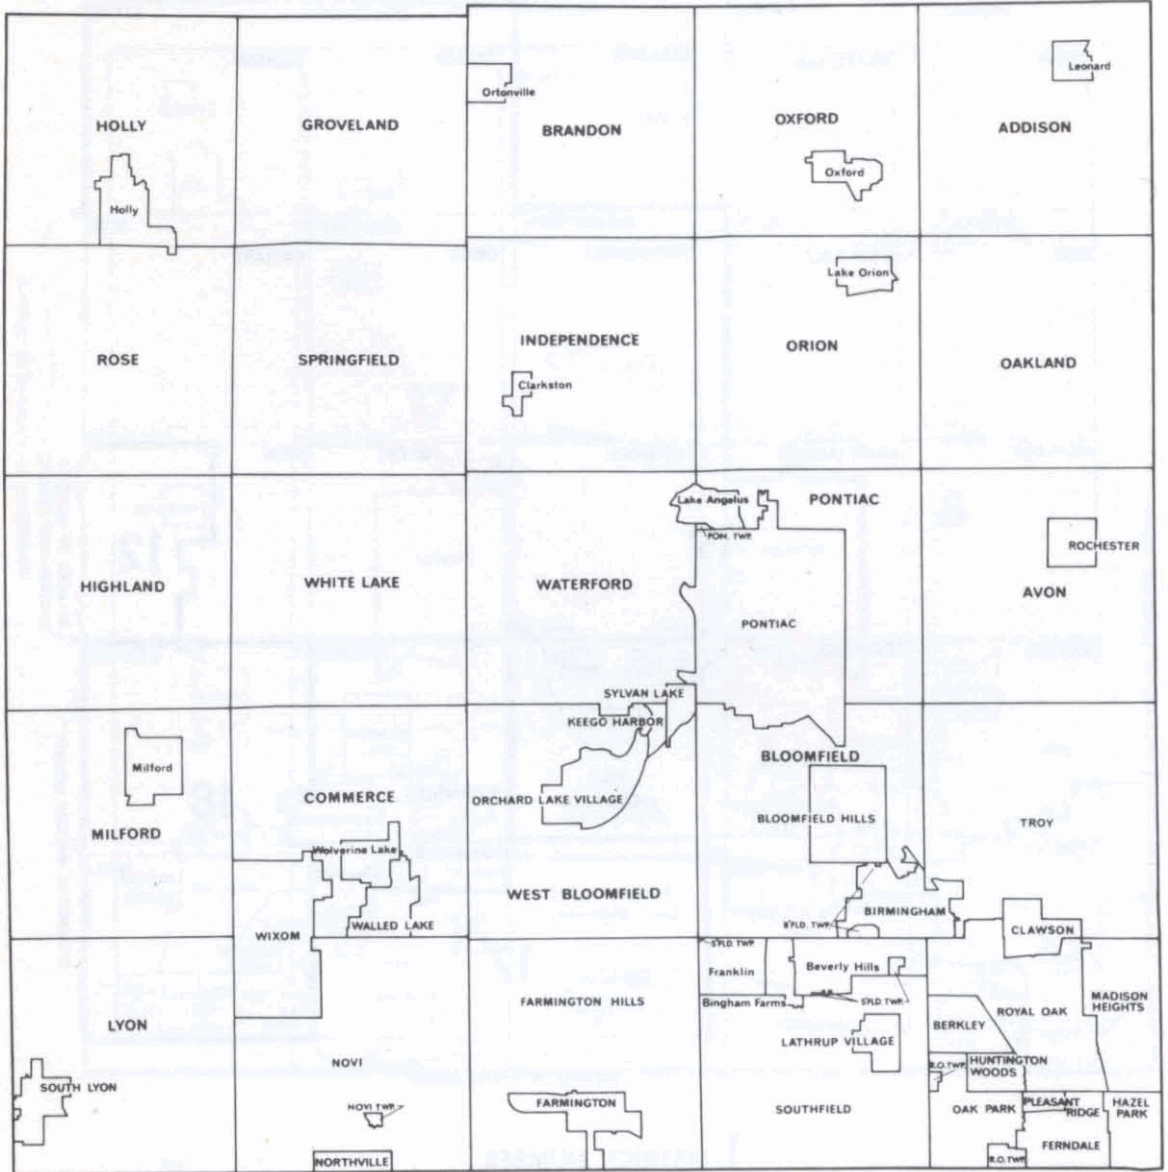 Leonard
Ortonville
HOLLY
GROVELAND
BRANDON
OXFORD
ADDISON
Oxford
Holly
Lake Orion
ROSE
SPRINGFIELD
INDEPENDENCE
ORION
OAKLAND
Clarkston
Lake Angelus
PONTIAC
PON. TWP.
ROCHESTER
HIGHLAND
WHITE LAKE
WATERFORD
AVON
PONTIAC
SYLVAN LAKE
KEEGO HARBOR
BLOOMFIELD
Milford
COMMERCE
ORCHARD LAKE VILLAGE
BLOOMFIELD HILLS
TROY
MILFORD
Wolverine Lake
WEST BLOOMFIELD
BIRMINGHAM
WALLED LAKE
B'FLD. TWP.
CLAWSON
WIXOM
S'FLD. TWP.
Franklin
Beverly Hills
FARMINGTON HILLS
Bingham Farms
S'FLD. TWP.
MADISON
HEIGHTS
ROYAL OAK
LYON
BERKLEY
LATHRUP VILLAGE
NOVI
R.O. TWP.
HUNTINGTON
WOODS
SOUTH LYON
NOVI TWP.
FARMINGTON
SOUTHFIELD
OAK PARK
PLEASANT
RIDGE
HAZEL
PARK
FERNDALE
NORTHVILLE
R.O. TWP.